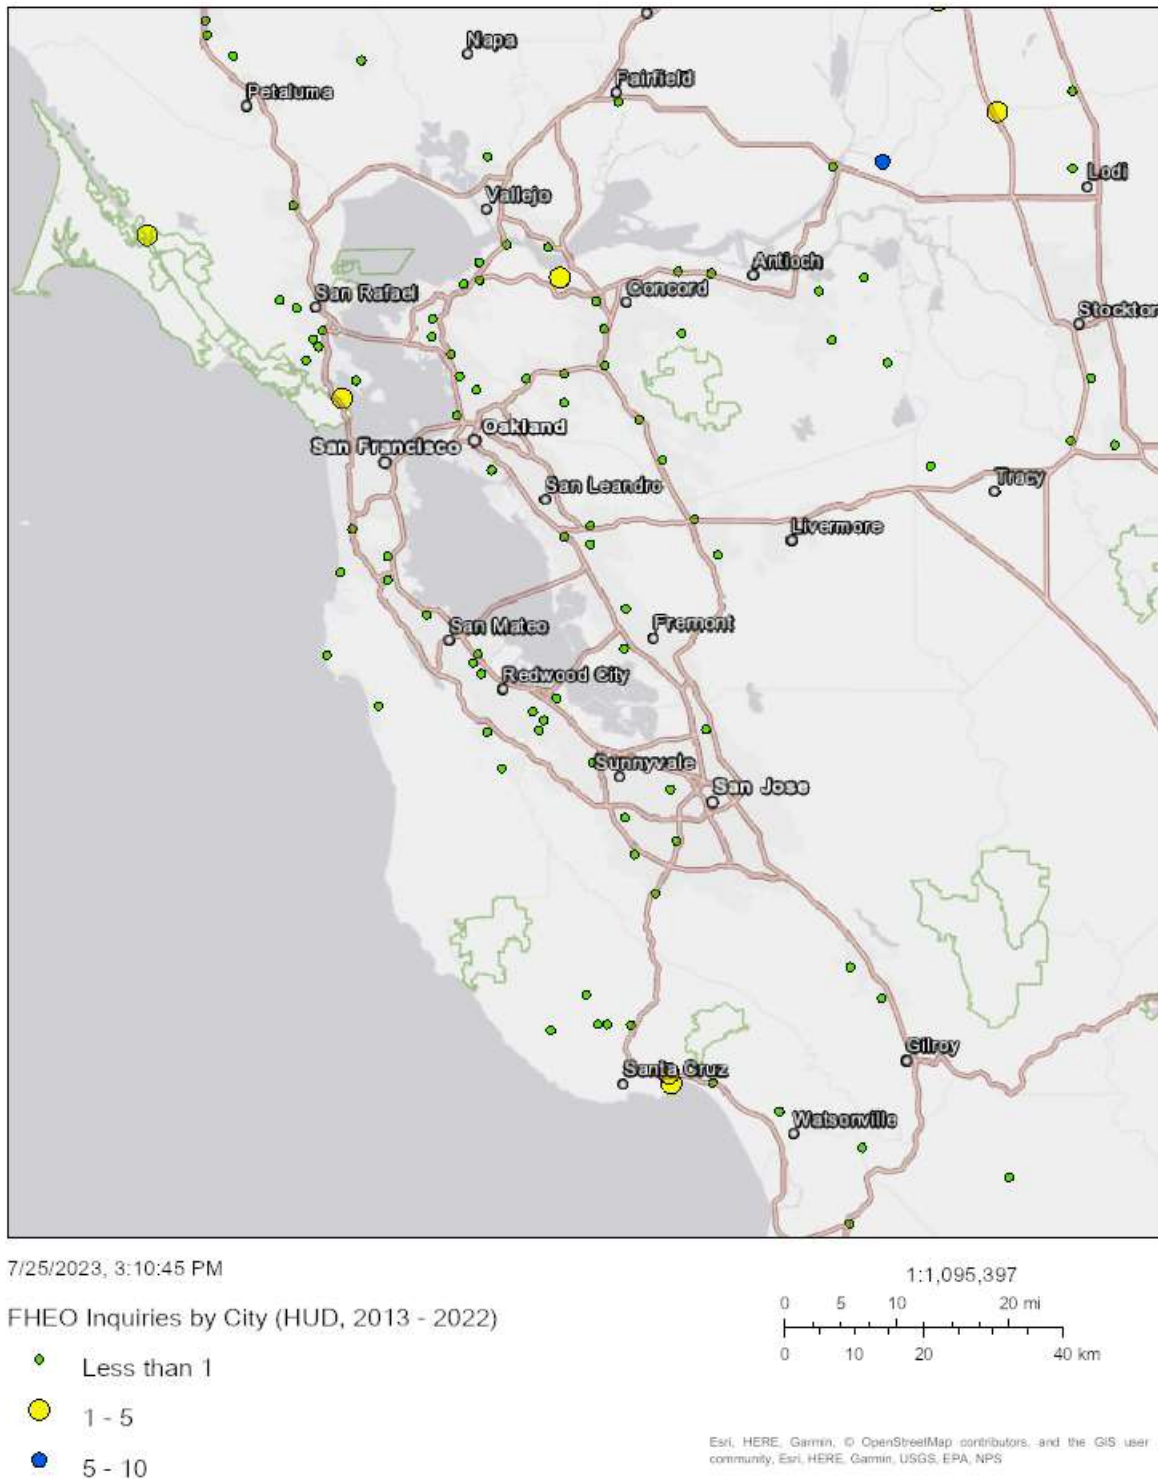 Napa
Fairfield
Petaluma
Lodi
Vallejo
Antioch
Concord
San Rafael
Stockton
Oakland
San Francisco
San Leandro
Tracy
Livermore
Fremont
San Mateo
Redwood City
Sunnyvale
San Jose
Gilroy
Santa Cruz
Watsonville
7/25/2023, 3:10:45 PM
1:1,095,397
0 5 10 20 mi
0 10 20 40 km
FHEO Inquiries by City (HUD, 2013 - 2022)
Less than 1
1 - 5
5 - 10
Esri, HERE, Garmin, © OpenStreetMap contributors, and the GIS user
community, Esri, HERE, Garmin, USGS, EPA, NPS